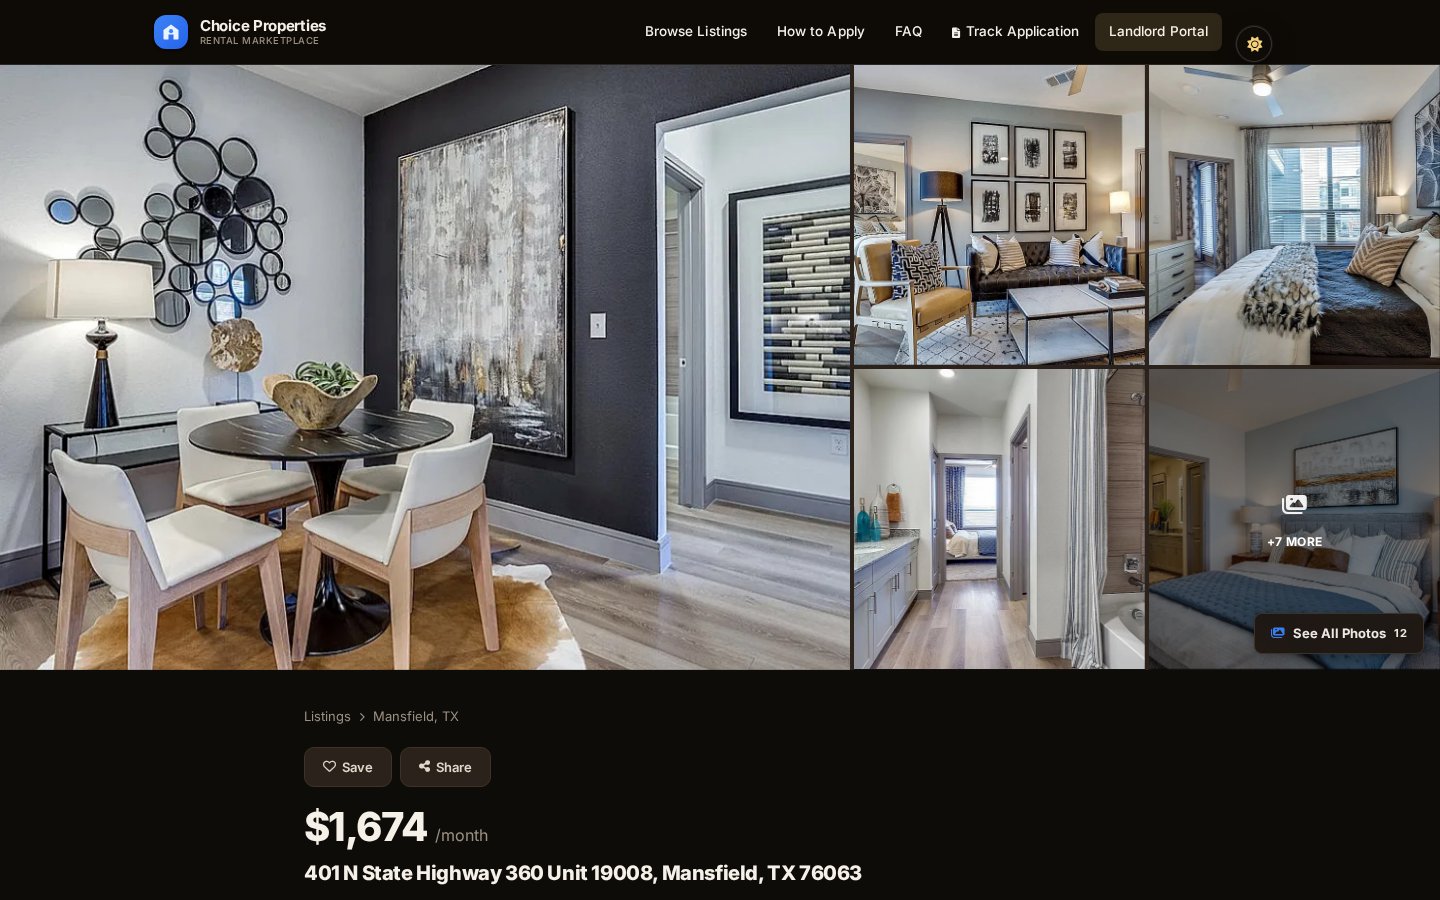 Choice Properties
RENTAL MARKETPLACE
Browse Listings
How to Apply
FAQ
Track Application
Landlord Portal
+7 MORE
See All Photos 12
Listings
Mansfield, TX
Save
Share
$1,674 /month
401 N State Highway 360 Unit 19008, Mansfield, TX 76063